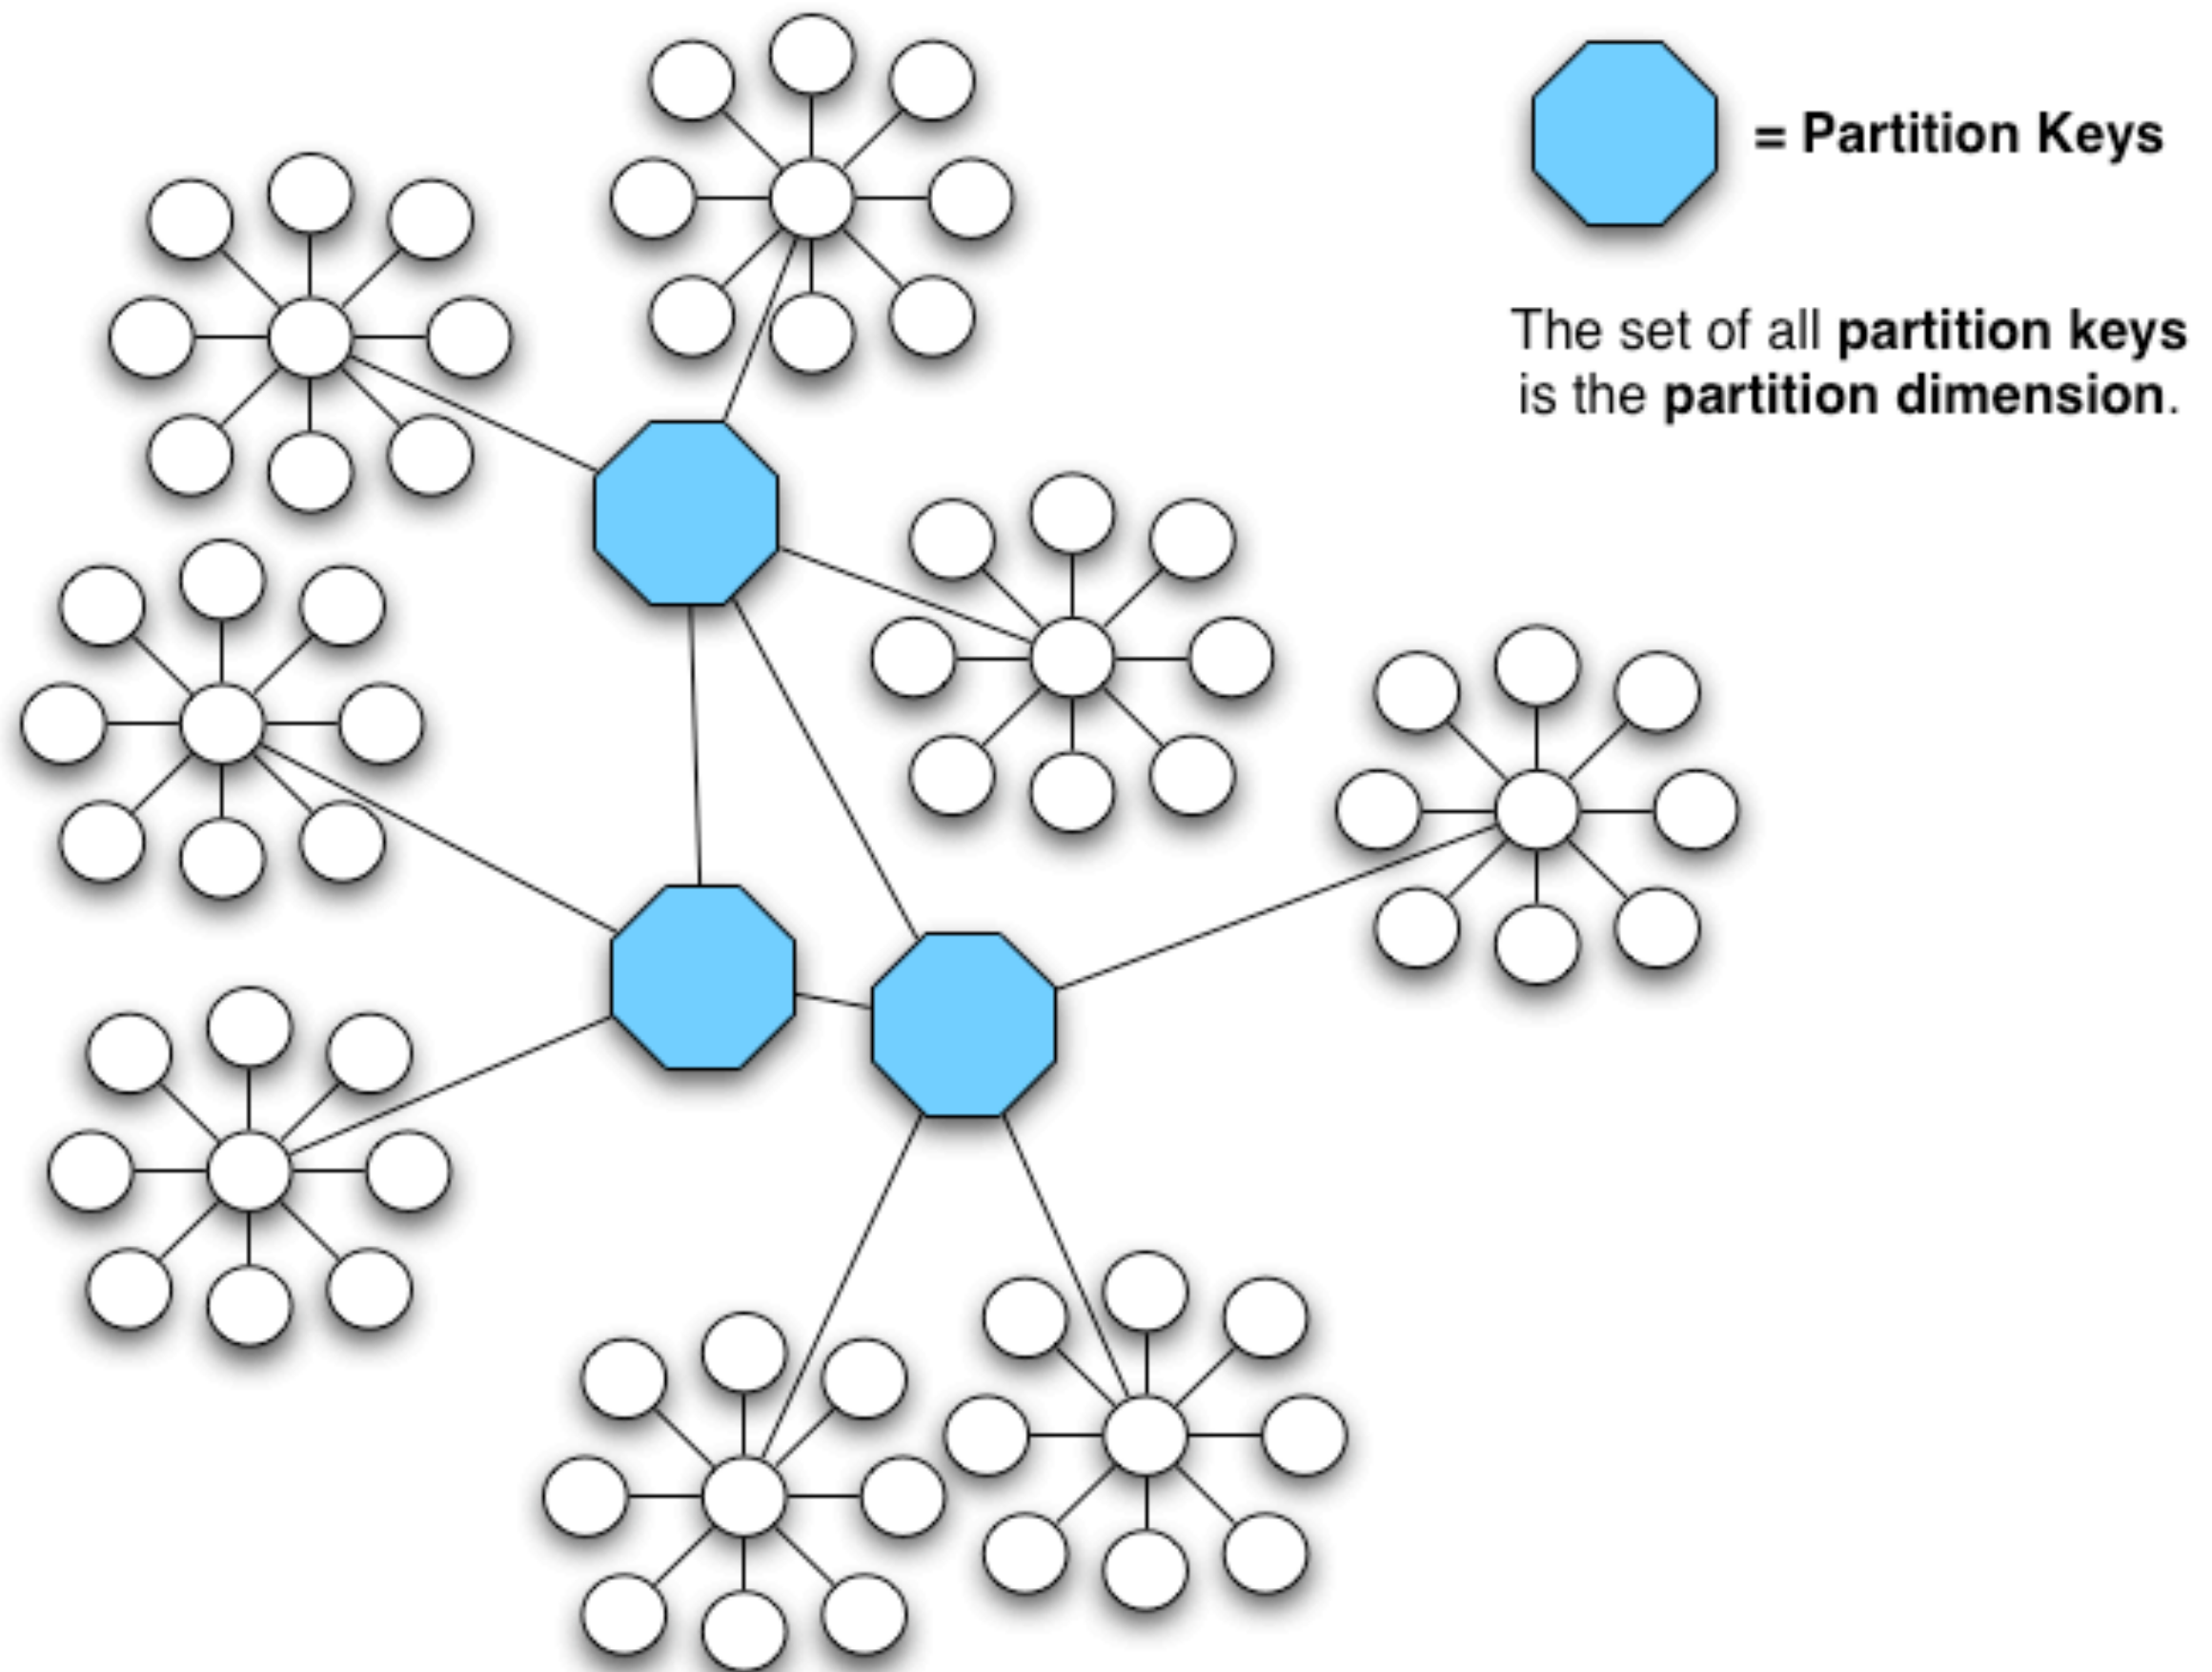 = Partition Keys
The set of all partition keys
is the partition dimension.